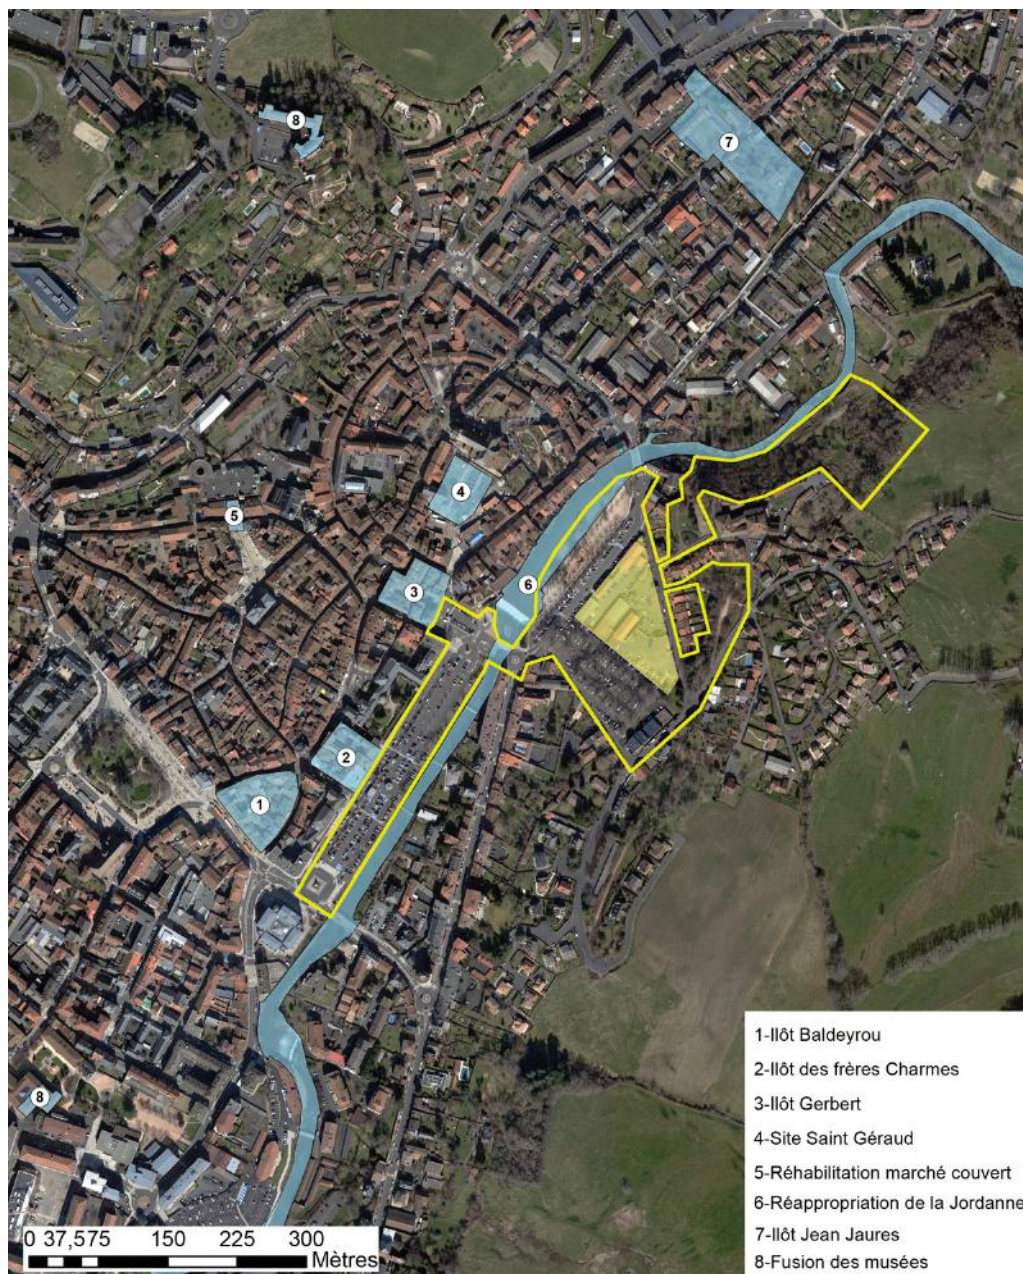 8
7
4
5
6
3
2
1
8
1-Ilôt Baldeyrou
2-Ilôt des frères Charmes
3-Ilôt Gerbert
4-Site Saint Géraud
5-Réhabilitation marché couvert
6-Réappropriation de la Jordanne
7-Ilôt Jean Jaures
8-Fusion des musées
0 37,575 150 225 300
Mètres